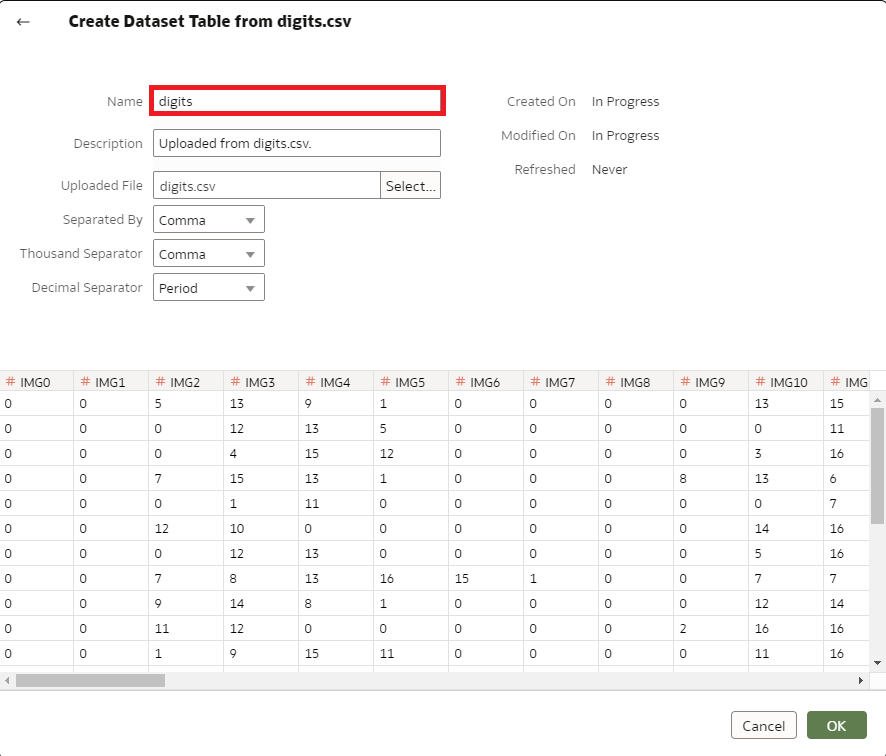 ← Create Dataset Table from digits.csv
Name digits Created On In Progress
Description Uploaded from digits.csv. Modified On In Progress
Uploaded File digits.csv Select... Refreshed Never
Separated By Comma
Thousand Separator Comma
Decimal Separator Period
# IMG0 # IMG1 # IMG2 # IMG3 # IMG4 # IMG5 # IMG6 # IMG7 # IMG8 # IMG9 # IMG10 # IMG
0 0 5 13 9 1 0 0 0 0 13 15
0 0 0 12 13 5 0 0 0 0 0 11
0 0 0 4 15 12 0 0 0 0 3 16
0 0 7 15 13 1 0 0 0 8 13 6
0 0 0 1 11 0 0 0 0 0 0 7
0 0 12 10 0 0 0 0 0 0 14 16
0 0 0 12 13 0 0 0 0 0 5 16
0 0 7 8 13 16 15 1 0 0 7 7
0 0 9 14 8 1 0 0 0 0 12 14
0 0 11 12 0 0 0 0 0 2 16 16
0 0 1 9 15 11 0 0 0 0 11 16
Cancel OK